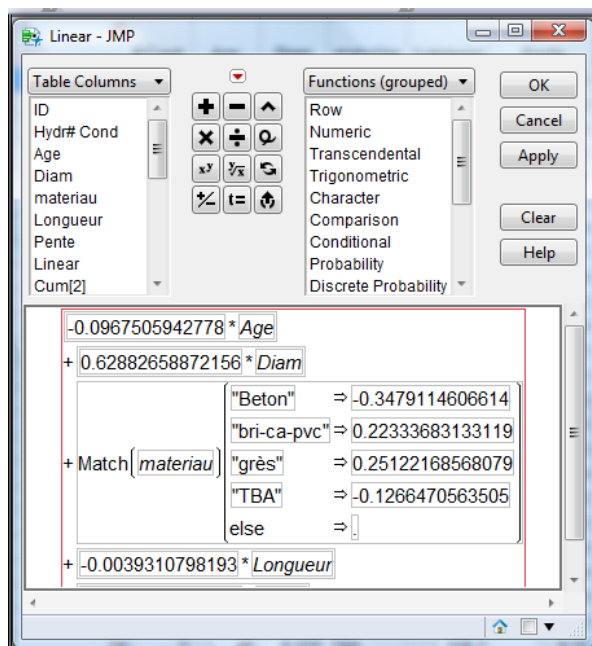 Linear - JMP
Table Columns
ID
Hydr# Cond
Age
Diam
materiau
Longueur
Pente
Linear
Cum[2]
Functions (grouped)
Row
Numeric
Transcendental
Trigonometric
Character
Comparison
Conditional
Probability
Discrete Probability
OK
Cancel
Apply
Clear
Help
-0.0967505942778 * Age
+ 0.62882658872156 * Diam
+ Match ( materiau )
"Beton" ⇒ -0.3479114606614
"bri-ca-pvc" ⇒ 0.22333683133119
"grès" ⇒ 0.25122168568079
"TBA" ⇒ -0.1266470563505
else ⇒ .
+ -0.0039310798193 * Longueur